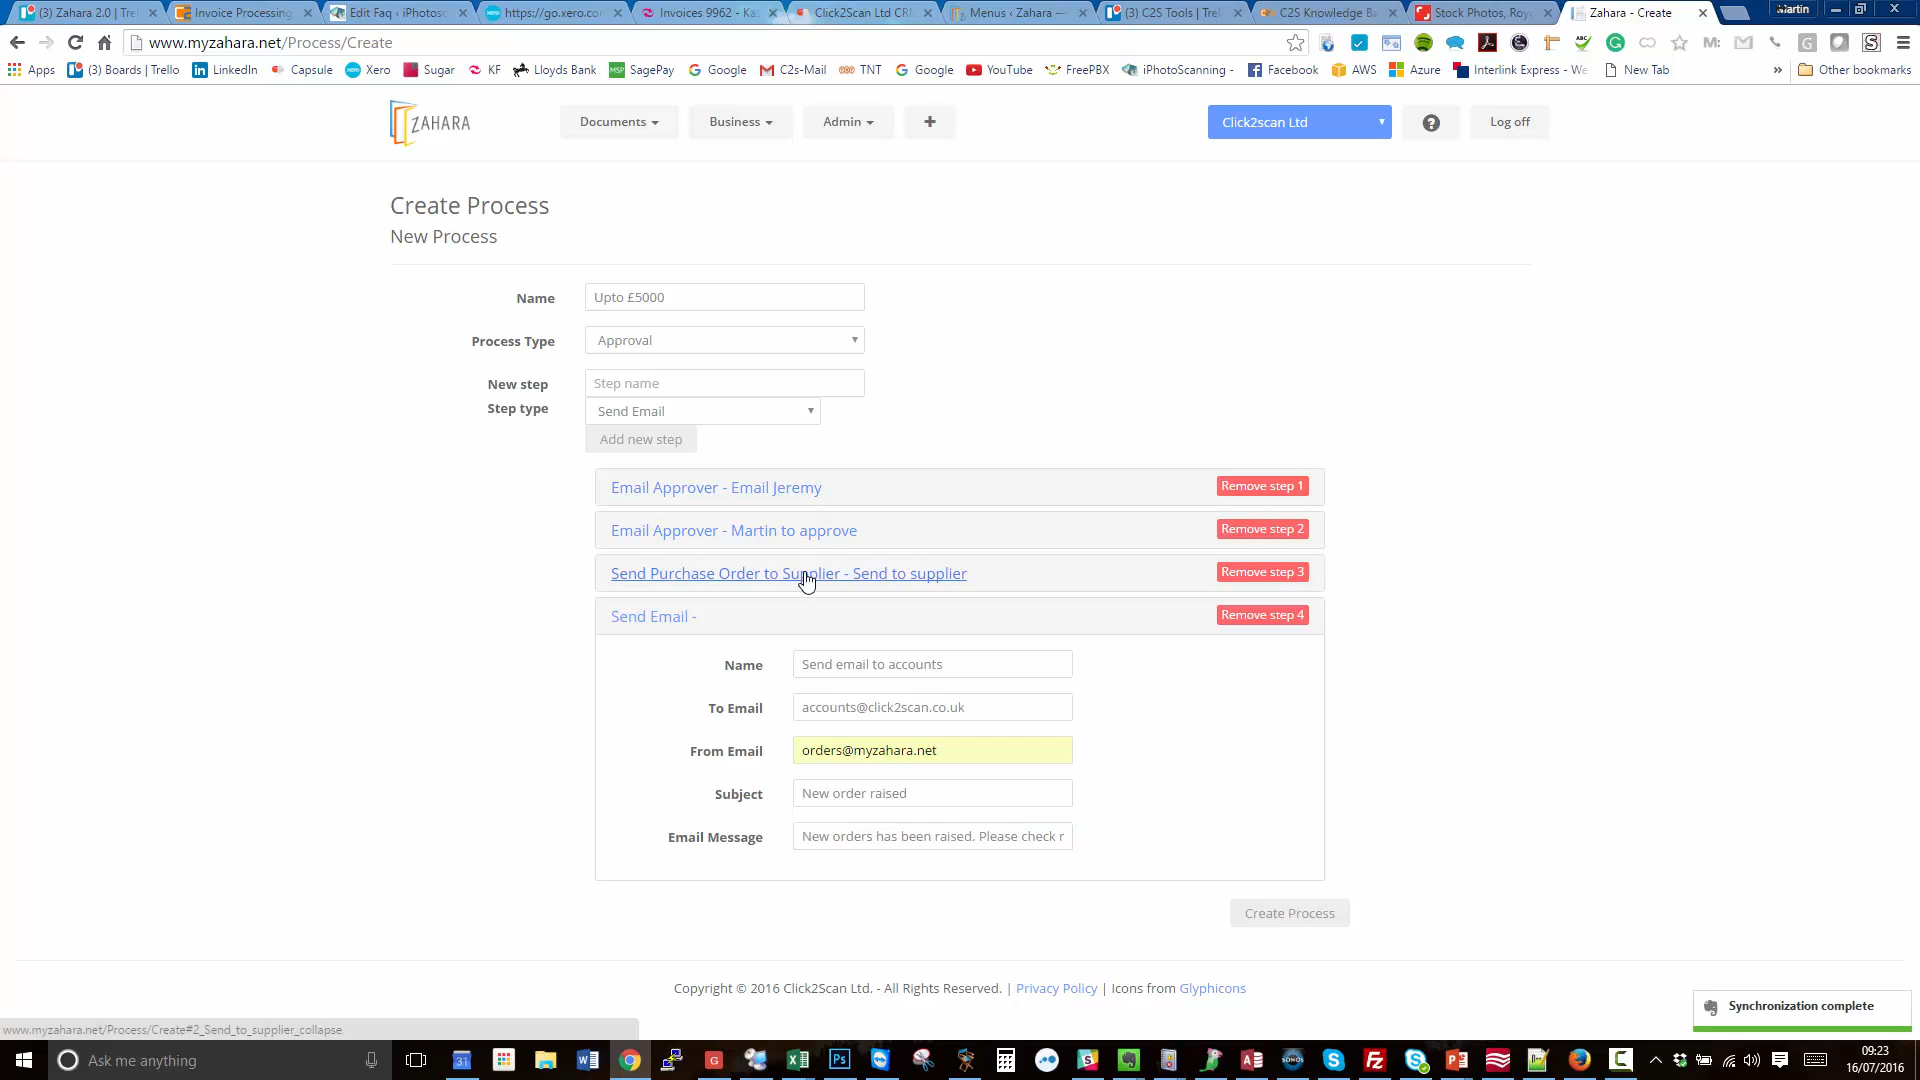 (3) Zahara 2.0 | Trel
Invoice Processing
Edit Faq ‹ iPhotosc
https://go.xero.co
Invoices 9962 - Ka
Click2Scan Ltd CR
Menus ‹ Zahara —
(3) C2S Tools | Trel
C2S Knowledge Ba
Stock Photos, Roy
Zahara - Create
Martin
www.myzahara.net/Process/Create
Apps
(3) Boards | Trello
LinkedIn
Capsule
Xero
Sugar
KF
Lloyds Bank
SagePay
Google
C2s-Mail
TNT
Google
YouTube
FreePBX
iPhotoScanning -
Facebook
AWS
Azure
Interlink Express - We
New Tab
»
Other bookmarks
ZAHARA
Documents
Business
Admin
+
Click2scan Ltd
?
Log off
Create Process
New Process
Name
Upto £5000
Process Type
Approval
New step
Step name
Step type
Send Email
Add new step
Email Approver - Email Jeremy
Remove step 1
Email Approver - Martin to approve
Remove step 2
Send Purchase Order to Supplier - Send to supplier
Remove step 3
Send Email -
Remove step 4
Name
Send email to accounts
To Email
accounts@click2scan.co.uk
From Email
orders@myzahara.net
Subject
New order raised
Email Message
New orders has been raised. Please check r
Create Process
Copyright © 2016 Click2Scan Ltd. - All Rights Reserved. | Privacy Policy | Icons from Glyphicons
Synchronization complete
www.myzahara.net/Process/Create#2_Send_to_supplier_collapse
Ask me anything
09:23
16/07/2016